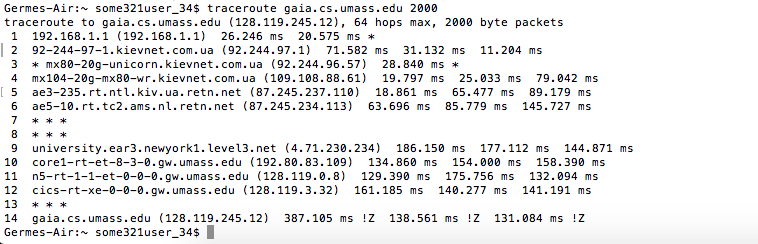 Germes-Air:~ some321user_34$ traceroute gaia.cs.umass.edu 2000
traceroute to gaia.cs.umass.edu (128.119.245.12), 64 hops max, 2000 byte packets
 1  192.168.1.1 (192.168.1.1)  26.246 ms  20.575 ms *
 2  92-244-97-1.kievnet.com.ua (92.244.97.1)  71.582 ms  31.132 ms  11.204 ms
 3  * mx80-20g-unicorn.kievnet.com.ua (92.244.96.57)  28.840 ms *
 4  mx104-20g-mx80-wr.kievnet.com.ua (109.108.88.61)  19.797 ms  25.033 ms  79.042 ms
 5  ae3-235.rt.ntl.kiv.ua.retn.net (87.245.237.110)  18.861 ms  65.477 ms  89.179 ms
 6  ae5-10.rt.tc2.ams.nl.retn.net (87.245.234.113)  63.696 ms  85.779 ms  145.727 ms
 7  * * *
 8  * * *
 9  university.ear3.newyork1.level3.net (4.71.230.234)  186.150 ms  177.112 ms  144.871 ms
10  core1-rt-et-8-3-0.gw.umass.edu (192.80.83.109)  134.860 ms  154.000 ms  158.390 ms
11  n5-rt-1-1-et-0-0-0.gw.umass.edu (128.119.0.8)  129.390 ms  175.756 ms  132.094 ms
12  cics-rt-xe-0-0-0.gw.umass.edu (128.119.3.32)  161.185 ms  140.277 ms  141.191 ms
13  * * *
14  gaia.cs.umass.edu (128.119.245.12)  387.105 ms !Z  138.561 ms !Z  131.084 ms !Z
Germes-Air:~ some321user_34$